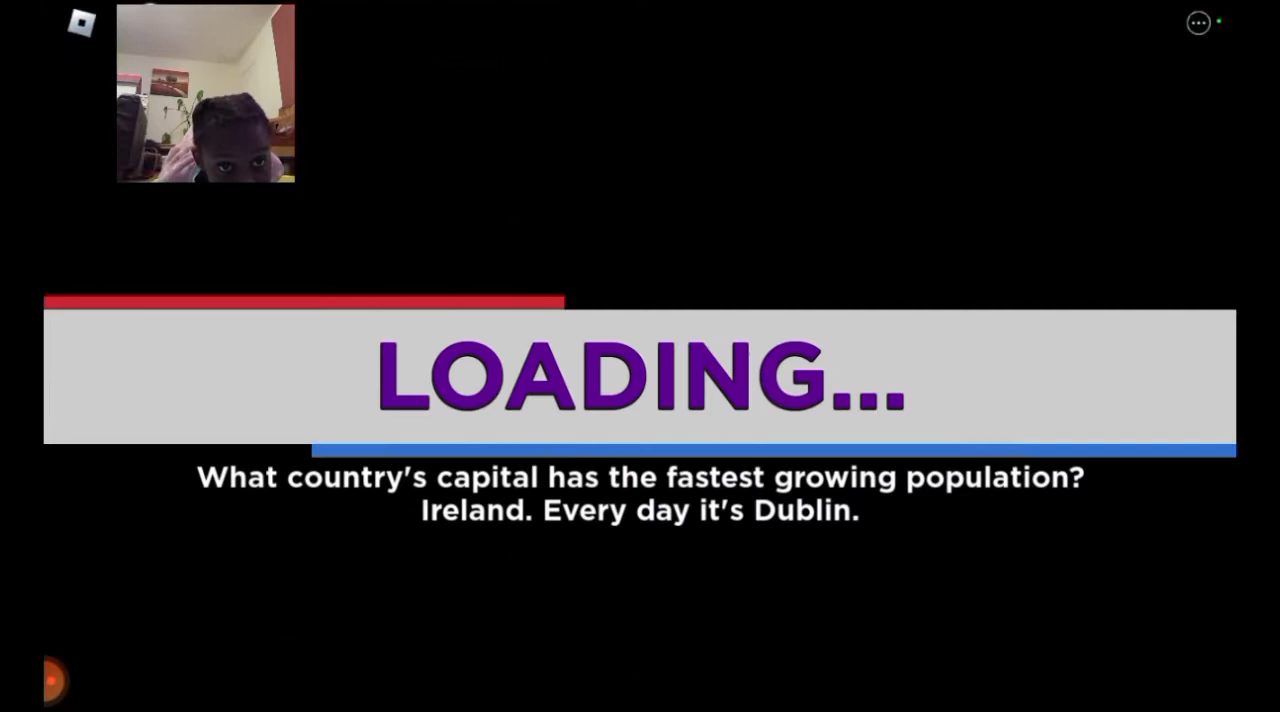 LOADING...
What country's capital has the fastest growing population?
Ireland. Every day it's Dublin.